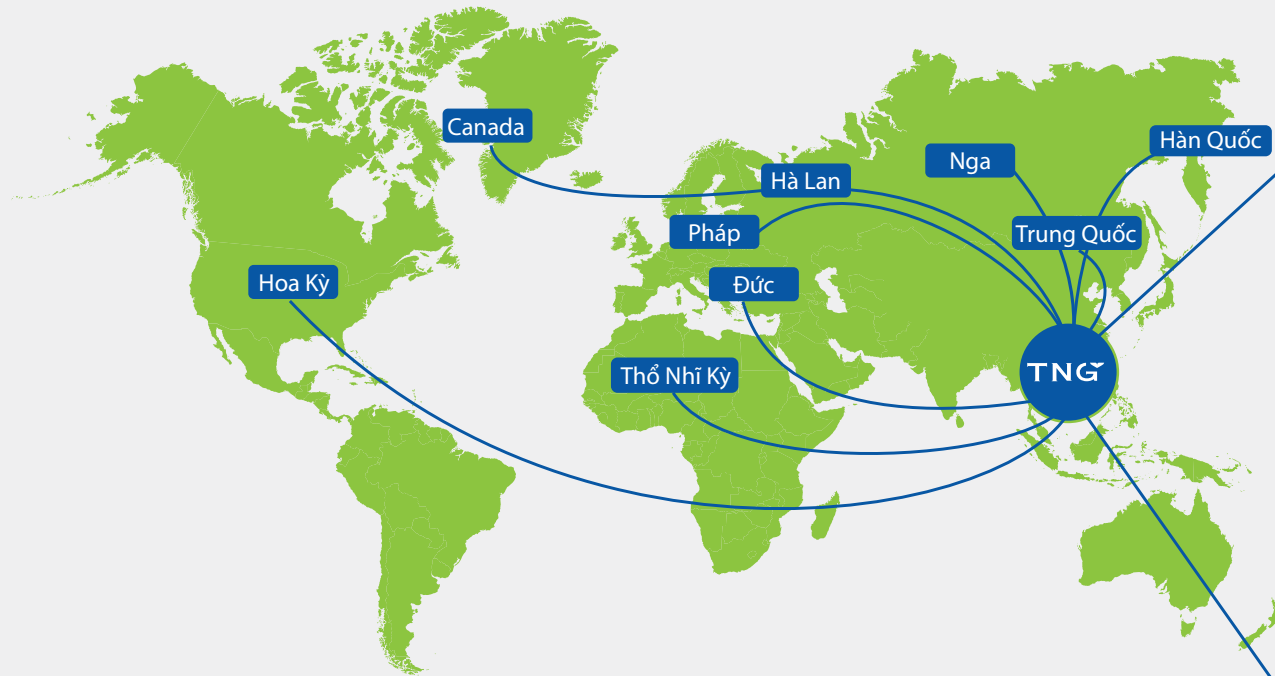 Canada
Hàn Quốc
Nga
Hà Lan
Pháp
Trung Quốc
Hoa Kỳ
Đức
Thổ Nhĩ Kỳ
TNG